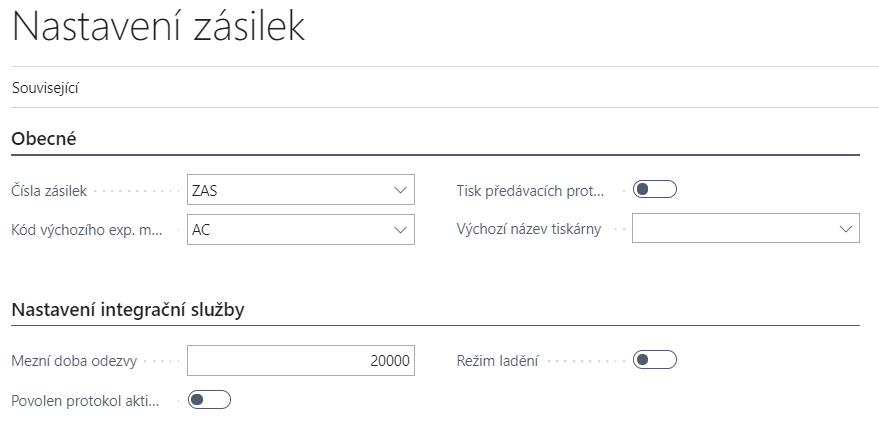 Nastavení zásilek
Související
Obecné
Čísla zásilek ZAS Tisk předávacích prot...
Kód výchozího exp. m... AC Výchozí název tiskárny
Nastavení integrační služby
Mezní doba odezvy 20000 Režim ladění
Povolen protokol akti...